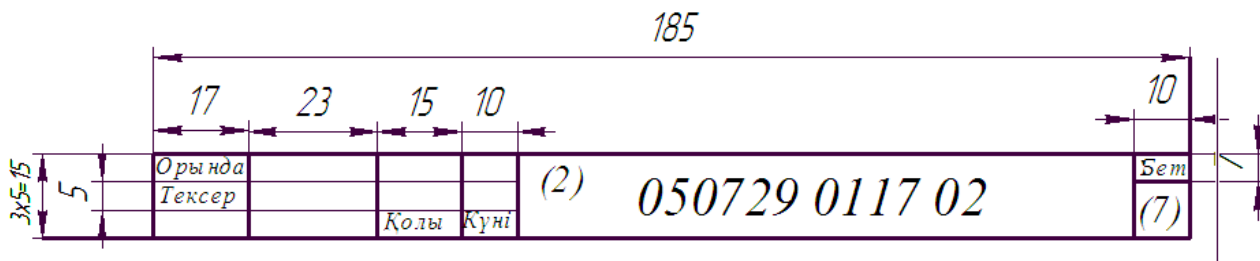 185
17 23 15 10 10
3x5=15
5
Орында
Тексер
Қолы Күні
(2) 050729 0117 02
Бет
(7)
7